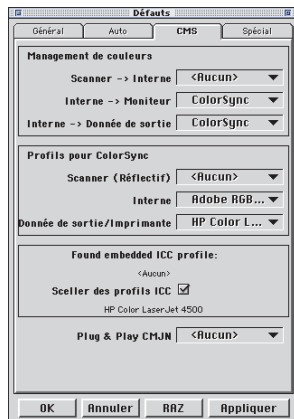 Défauts
Général Auto CMS Spécial
Management de couleurs
Scanner -> Interne <Aucun>
Interne -> Moniteur ColorSync
Interne -> Donnée de sortie ColorSync
Profils pour ColorSync
Scanner (Réflectif) <Aucun>
Interne Adobe RGB...
Donnée de sortie/Imprimante HP Color L...
Found embedded ICC profile:
<Aucun>
Sceller des profils ICC
HP Color LaserJet 4500
Plug & Play CMJN <Aucun>
OK Annuler RAZ Appliquer